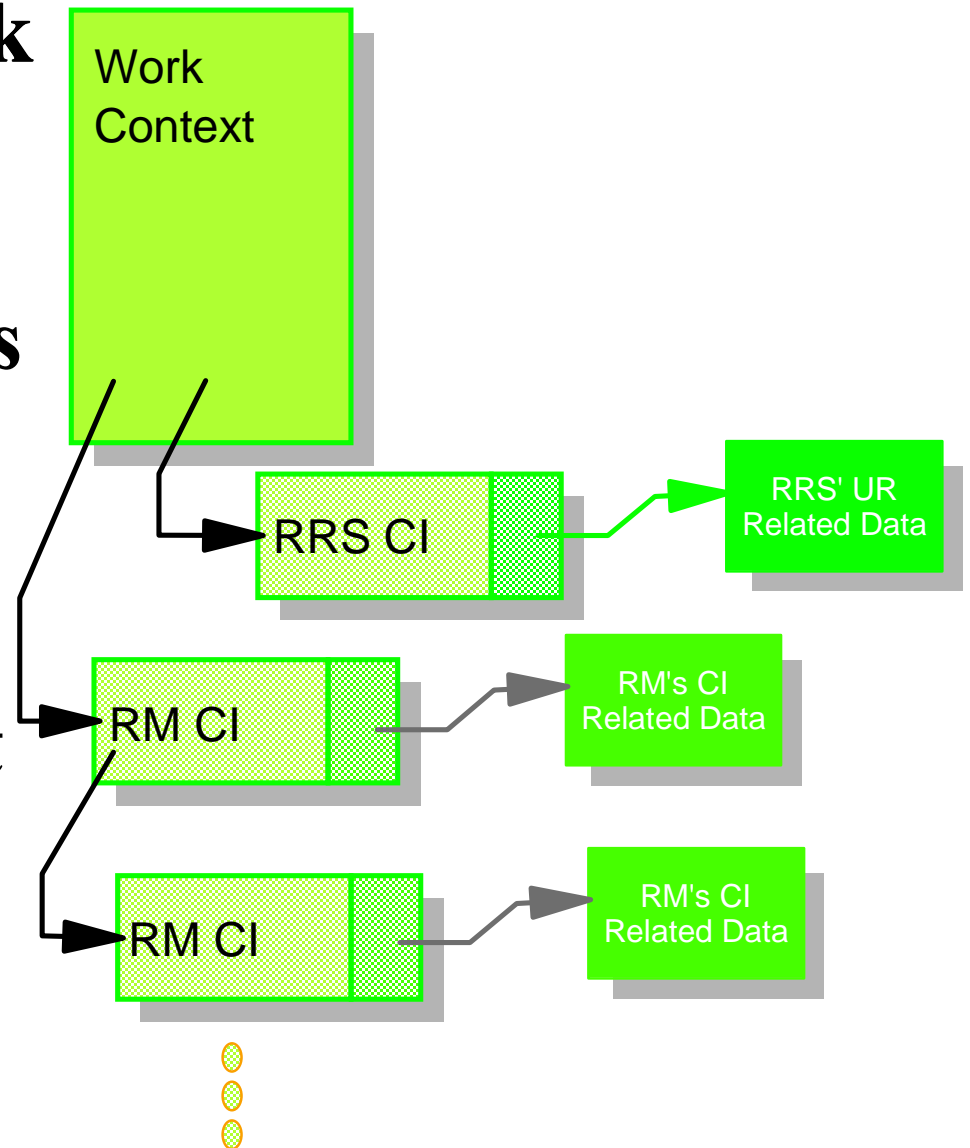 k
Work
Context
s
RRS CI
RRS' UR
Related Data
RM CI
RM's CI
Related Data
t
RM CI
RM's CI
Related Data